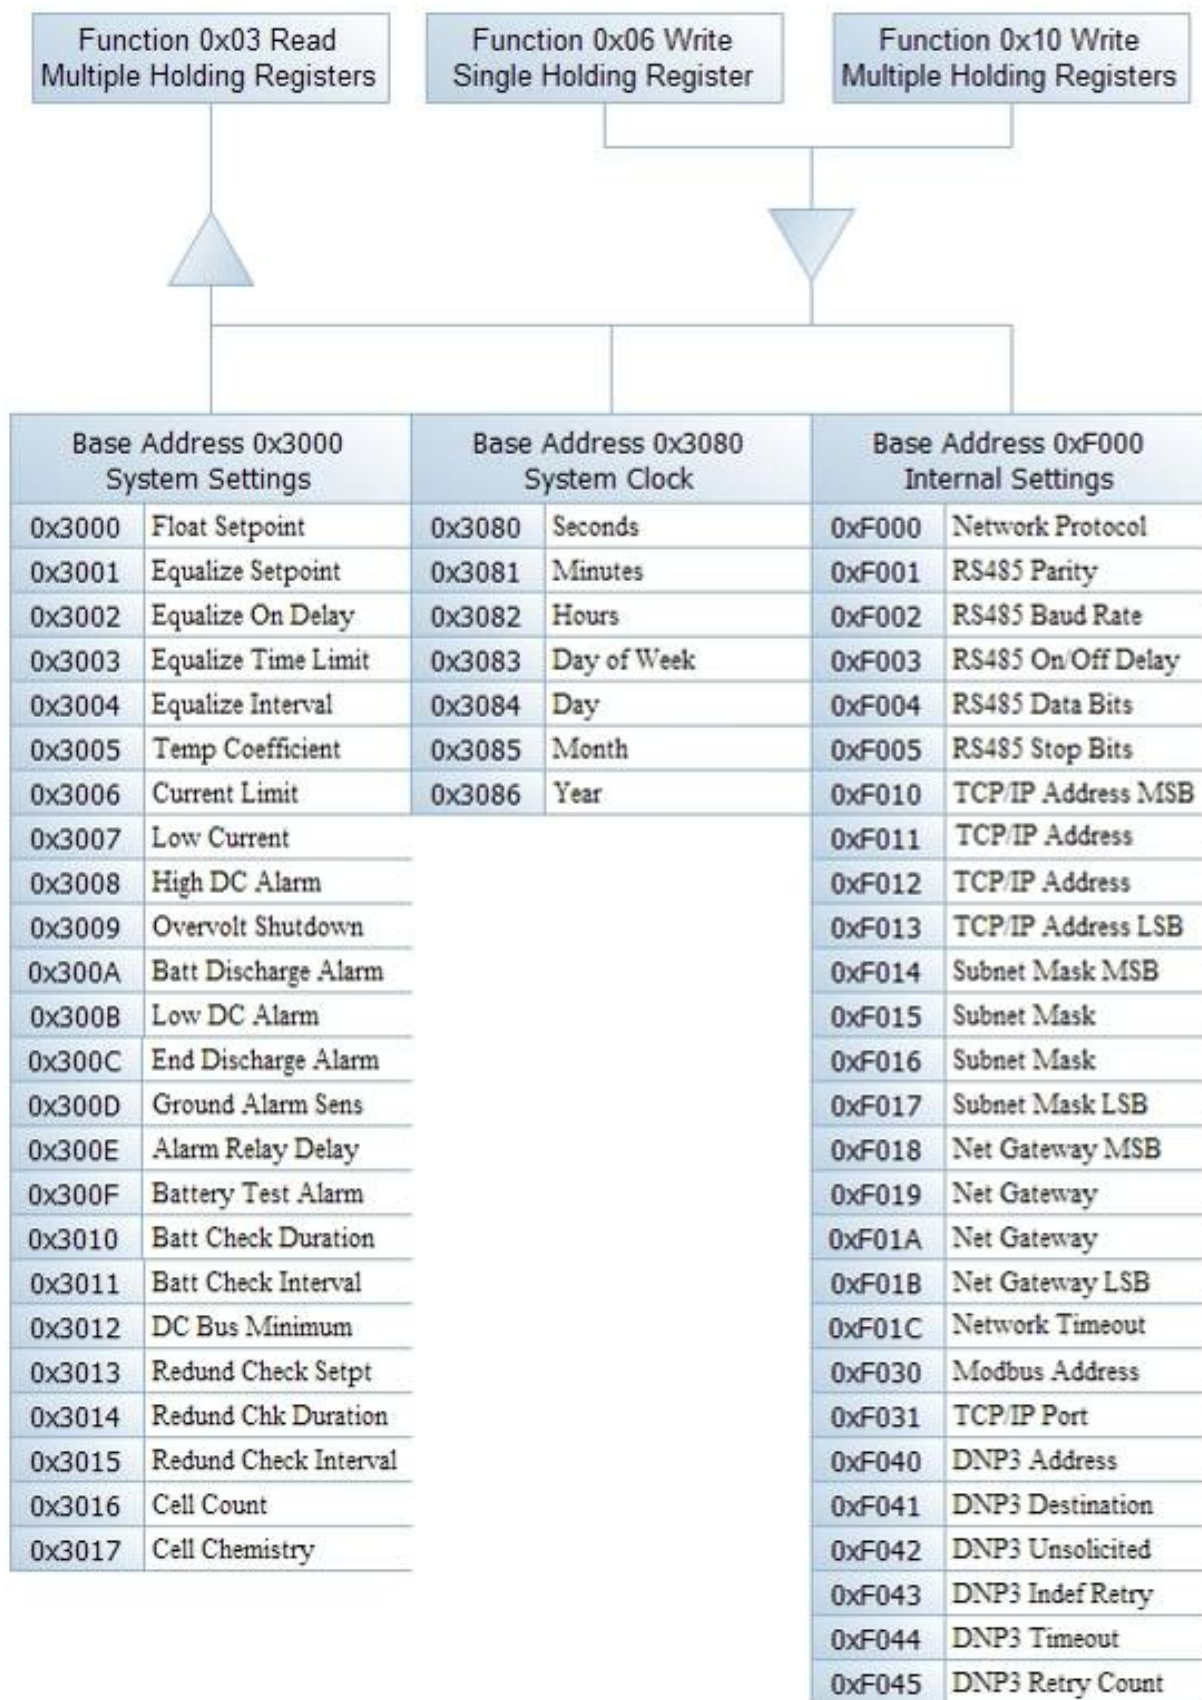 Function 0x03 Read
Multiple Holding Registers
Function 0x06 Write
Single Holding Register
Function 0x10 Write
Multiple Holding Registers
Base Address 0x3000
System Settings
0x3000 Float Setpoint
0x3001 Equalize Setpoint
0x3002 Equalize On Delay
0x3003 Equalize Time Limit
0x3004 Equalize Interval
0x3005 Temp Coefficient
0x3006 Current Limit
0x3007 Low Current
0x3008 High DC Alarm
0x3009 Overvolt Shutdown
0x300A Batt Discharge Alarm
0x300B Low DC Alarm
0x300C End Discharge Alarm
0x300D Ground Alarm Sens
0x300E Alarm Relay Delay
0x300F Battery Test Alarm
0x3010 Batt Check Duration
0x3011 Batt Check Interval
0x3012 DC Bus Minimum
0x3013 Redund Check Setpt
0x3014 Redund Chk Duration
0x3015 Redund Check Interval
0x3016 Cell Count
0x3017 Cell Chemistry
Base Address 0x3080
System Clock
0x3080 Seconds
0x3081 Minutes
0x3082 Hours
0x3083 Day of Week
0x3084 Day
0x3085 Month
0x3086 Year
Base Address 0xF000
Internal Settings
0xF000 Network Protocol
0xF001 RS485 Parity
0xF002 RS485 Baud Rate
0xF003 RS485 On/Off Delay
0xF004 RS485 Data Bits
0xF005 RS485 Stop Bits
0xF010 TCP/IP Address MSB
0xF011 TCP/IP Address
0xF012 TCP/IP Address
0xF013 TCP/IP Address LSB
0xF014 Subnet Mask MSB
0xF015 Subnet Mask
0xF016 Subnet Mask
0xF017 Subnet Mask LSB
0xF018 Net Gateway MSB
0xF019 Net Gateway
0xF01A Net Gateway
0xF01B Net Gateway LSB
0xF01C Network Timeout
0xF030 Modbus Address
0xF031 TCP/IP Port
0xF040 DNP3 Address
0xF041 DNP3 Destination
0xF042 DNP3 Unsolicited
0xF043 DNP3 Indef Retry
0xF044 DNP3 Timeout
0xF045 DNP3 Retry Count